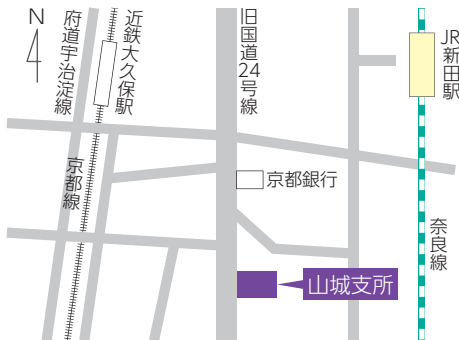 N
府道宇治淀線
近鉄大久保駅
旧国道24号線
JR新田駅
京都線
京都銀行
奈良線
山城支所